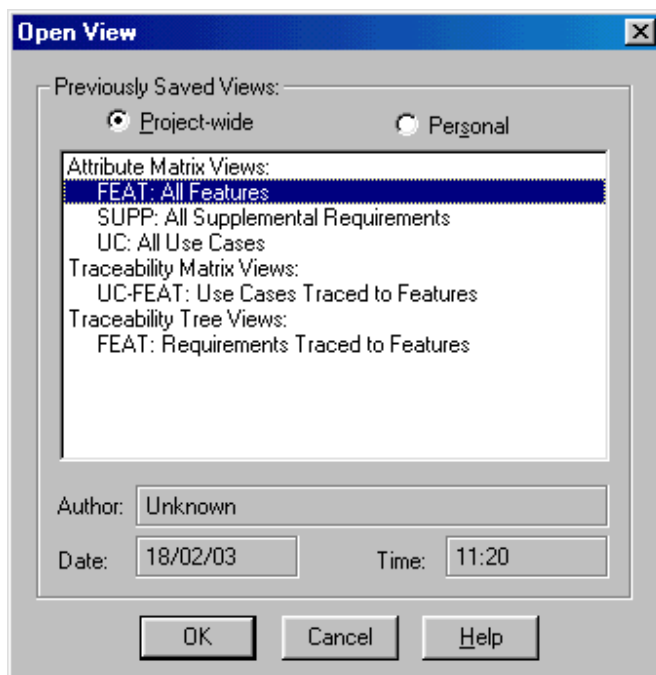 Open View
Previously Saved Views:
Project-wide Personal
Attribute Matrix Views:
FEAT: All Features
SUPP: All Supplemental Requirements
UC: All Use Cases
Traceability Matrix Views:
UC-FEAT: Use Cases Traced to Features
Traceability Tree Views:
FEAT: Requirements Traced to Features
Author: Unknown
Date: 18/02/03 Time: 11:20
OK Cancel Help